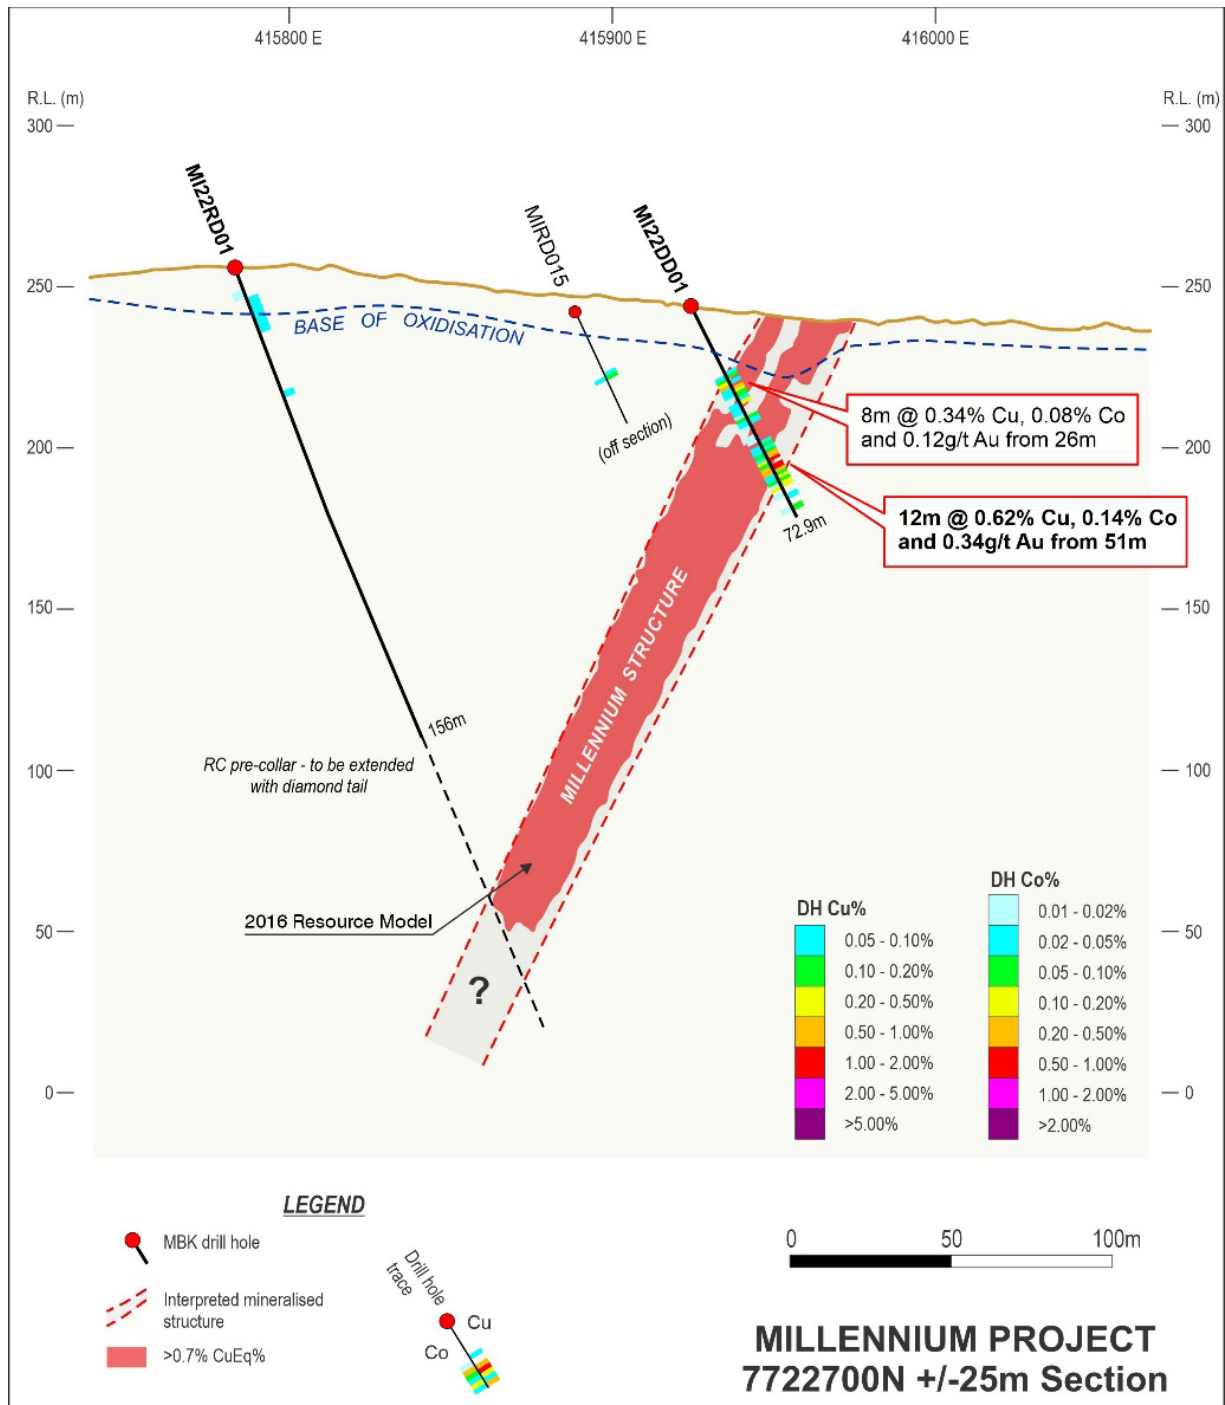 415800 E
415900 E
416000 E
R.L. (m)
R.L. (m)
300
300
250
250
200
200
150
150
100
100
50
50
0
0
MI22RD01
MIRD015
MI22DD01
BASE OF OXIDISATION
(off section)
8m @ 0.34% Cu, 0.08% Co
and 0.12g/t Au from 26m
12m @ 0.62% Cu, 0.14% Co
and 0.34g/t Au from 51m
72.9m
MILLENNIUM STRUCTURE
156m
RC pre-collar - to be extended
with diamond tail
2016 Resource Model
?
DH Cu%
0.05 - 0.10%
0.10 - 0.20%
0.20 - 0.50%
0.50 - 1.00%
1.00 - 2.00%
2.00 - 5.00%
>5.00%
DH Co%
0.01 - 0.02%
0.02 - 0.05%
0.05 - 0.10%
0.10 - 0.20%
0.20 - 0.50%
0.50 - 1.00%
1.00 - 2.00%
>2.00%
LEGEND
MBK drill hole
Interpreted mineralised
structure
>0.7% CuEq%
Drill hole
trace
Cu
Co
0
50
100m
MILLENNIUM PROJECT
7722700N +/-25m Section